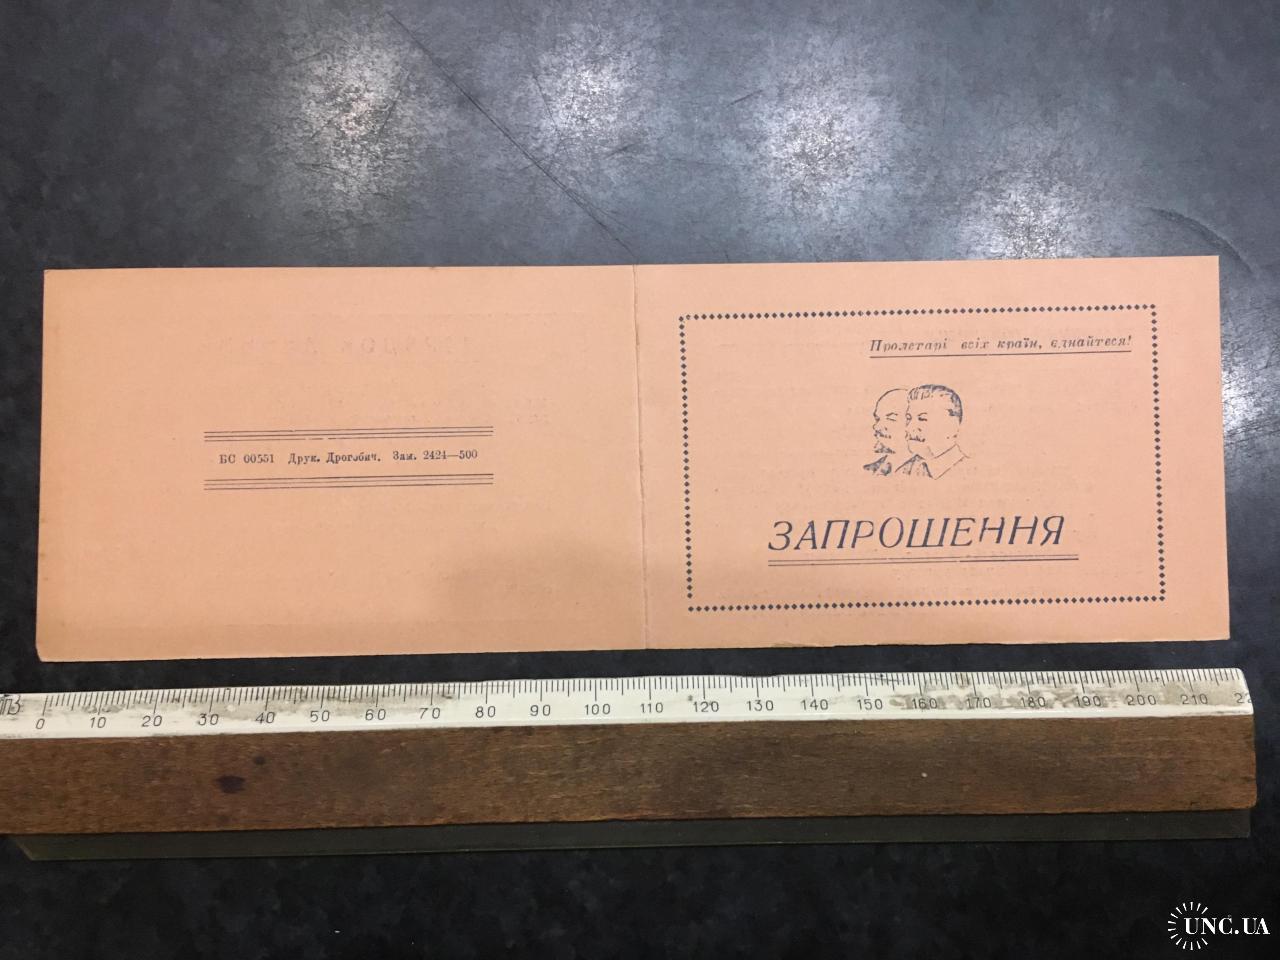 БС 00551 Друк. Дрогобич. Зам. 2424—500
Пролетарі всіх країн, єднайтеся!
ЗАПРОШЕННЯ
0 10 20 30 40 50 60 70 80 90 100 110 120 130 140 150 160 170 180 190 200 210
UNC.UA